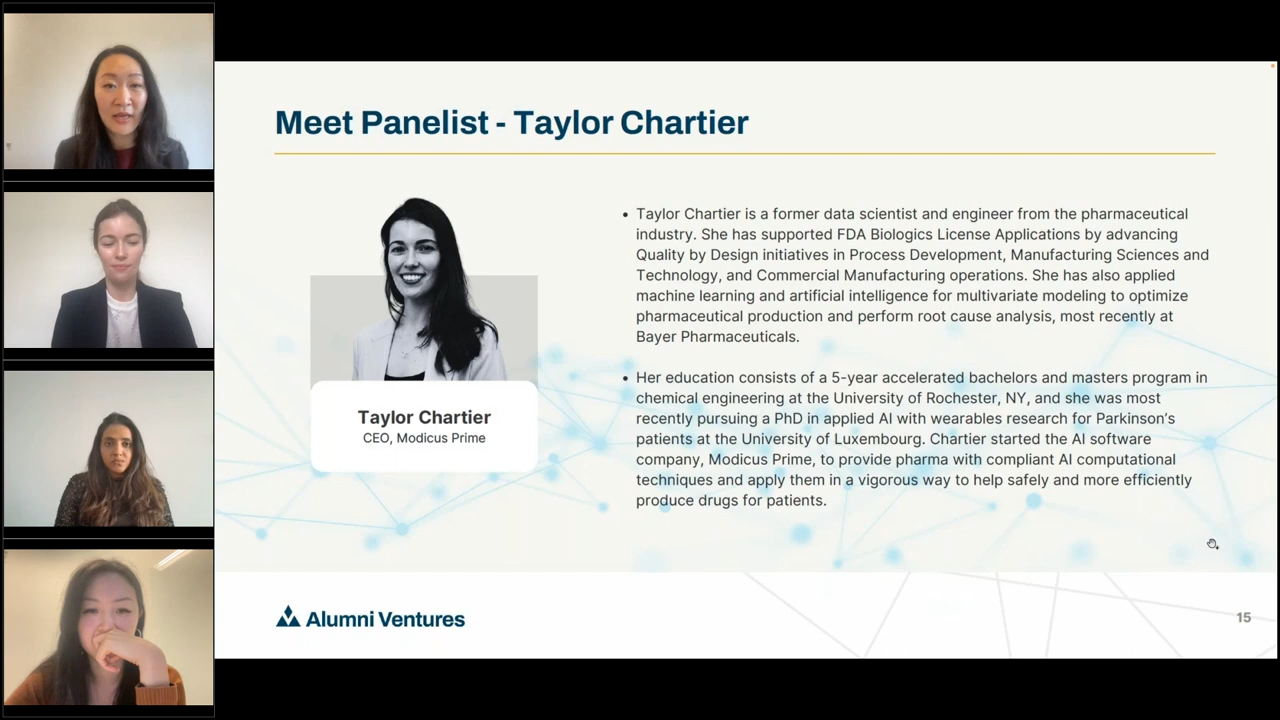 Meet Panelist - Taylor Chartier
Taylor Chartier
CEO, Modicus Prime
• Taylor Chartier is a former data scientist and engineer from the pharmaceutical
industry. She has supported FDA Biologics License Applications by advancing
Quality by Design initiatives in Process Development, Manufacturing Sciences and
Technology, and Commercial Manufacturing operations. She has also applied
machine learning and artificial intelligence for multivariate modeling to optimize
pharmaceutical production and perform root cause analysis, most recently at
Bayer Pharmaceuticals.
• Her education consists of a 5-year accelerated bachelors and masters program in
chemical engineering at the University of Rochester, NY, and she was most
recently pursuing a PhD in applied AI with wearables research for Parkinson's
patients at the University of Luxembourg. Chartier started the AI software
company, Modicus Prime, to provide pharma with compliant AI computational
techniques and apply them in a vigorous way to help safely and more efficiently
produce drugs for patients.
Alumni Ventures
15